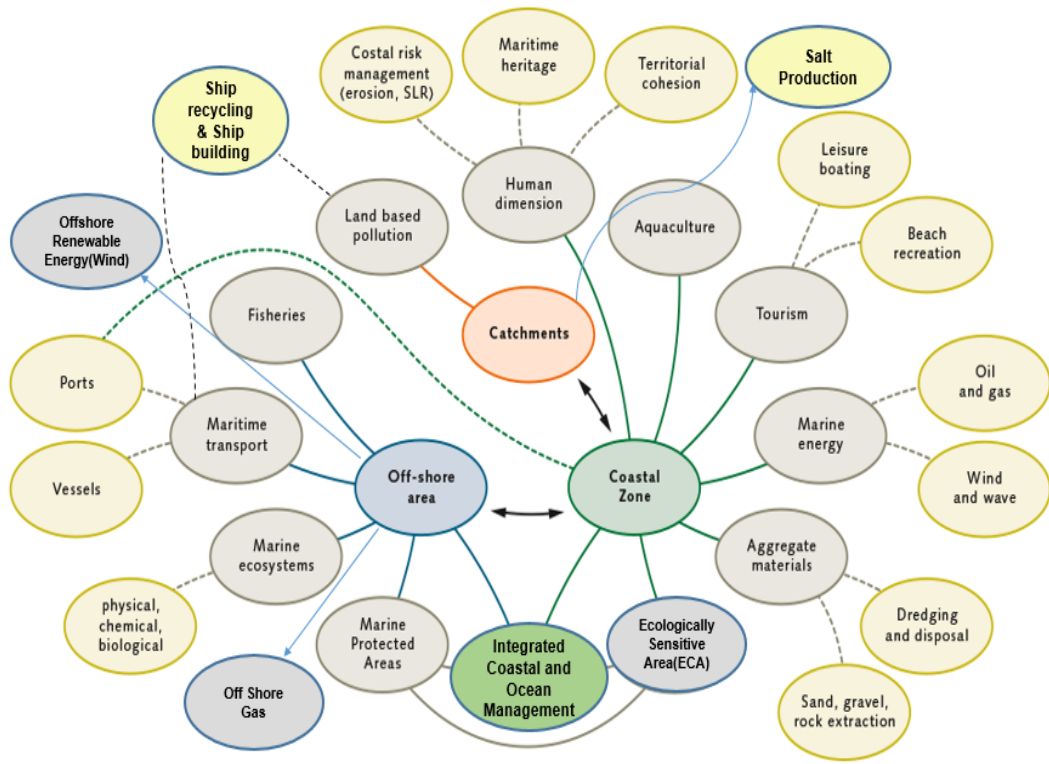 Costal risk
management
(erosion, SLR)
Maritime
heritage
Territorial
cohesion
Salt
Production
Ship
recycling
& Ship
building
Leisure
boating
Land based
pollution
Human
dimension
Aquaculture
Beach
recreation
Offshore
Renewable
Energy(Wind)
Fisheries
Catchments
Tourism
Ports
Oil
and gas
Maritime
transport
Marine
energy
Vessels
Off-shore
area
Coastal
Zone
Wind
and wave
Marine
ecosystems
Aggregate
materials
physical,
chemical,
biological
Marine
Protected
Areas
Integrated
Coastal and
Ocean
Management
Ecologically
Sensitive
Area(ECA)
Dredging
and disposal
Off Shore
Gas
Sand, gravel,
rock extraction